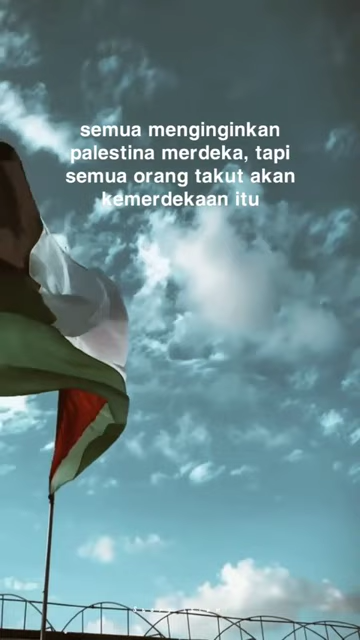 semua menginginkan
palestina merdeka, tapi
semua orang takut akan
kemerdekaan itu